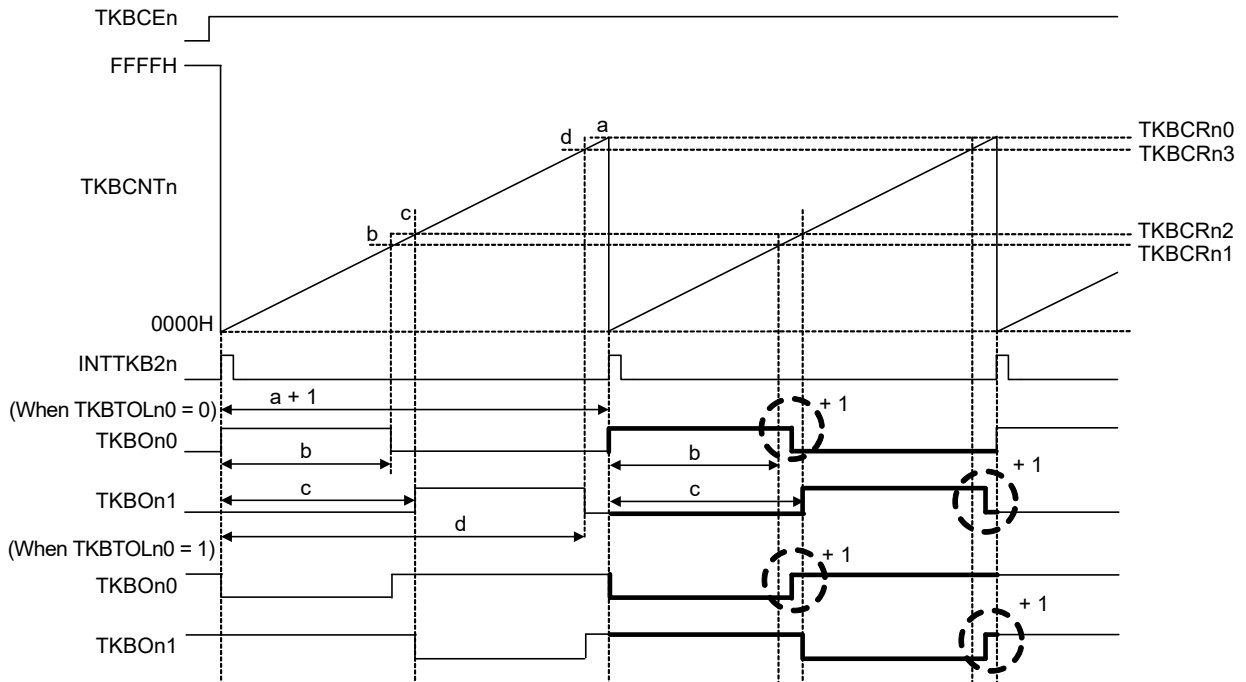 TKBCEn
FFFFH
a
TKBCRn0
d
TKBCRn3
TKBCNTn
c
TKBCRn2
b
TKBCRn1
0000H
INTTKB2n
(When TKBTOLn0 = 0)
a + 1
+ 1
TKBOn0
b
b
+ 1
TKBOn1
c
c
d
(When TKBTOLn0 = 1)
+ 1
TKBOn0
+ 1
TKBOn1